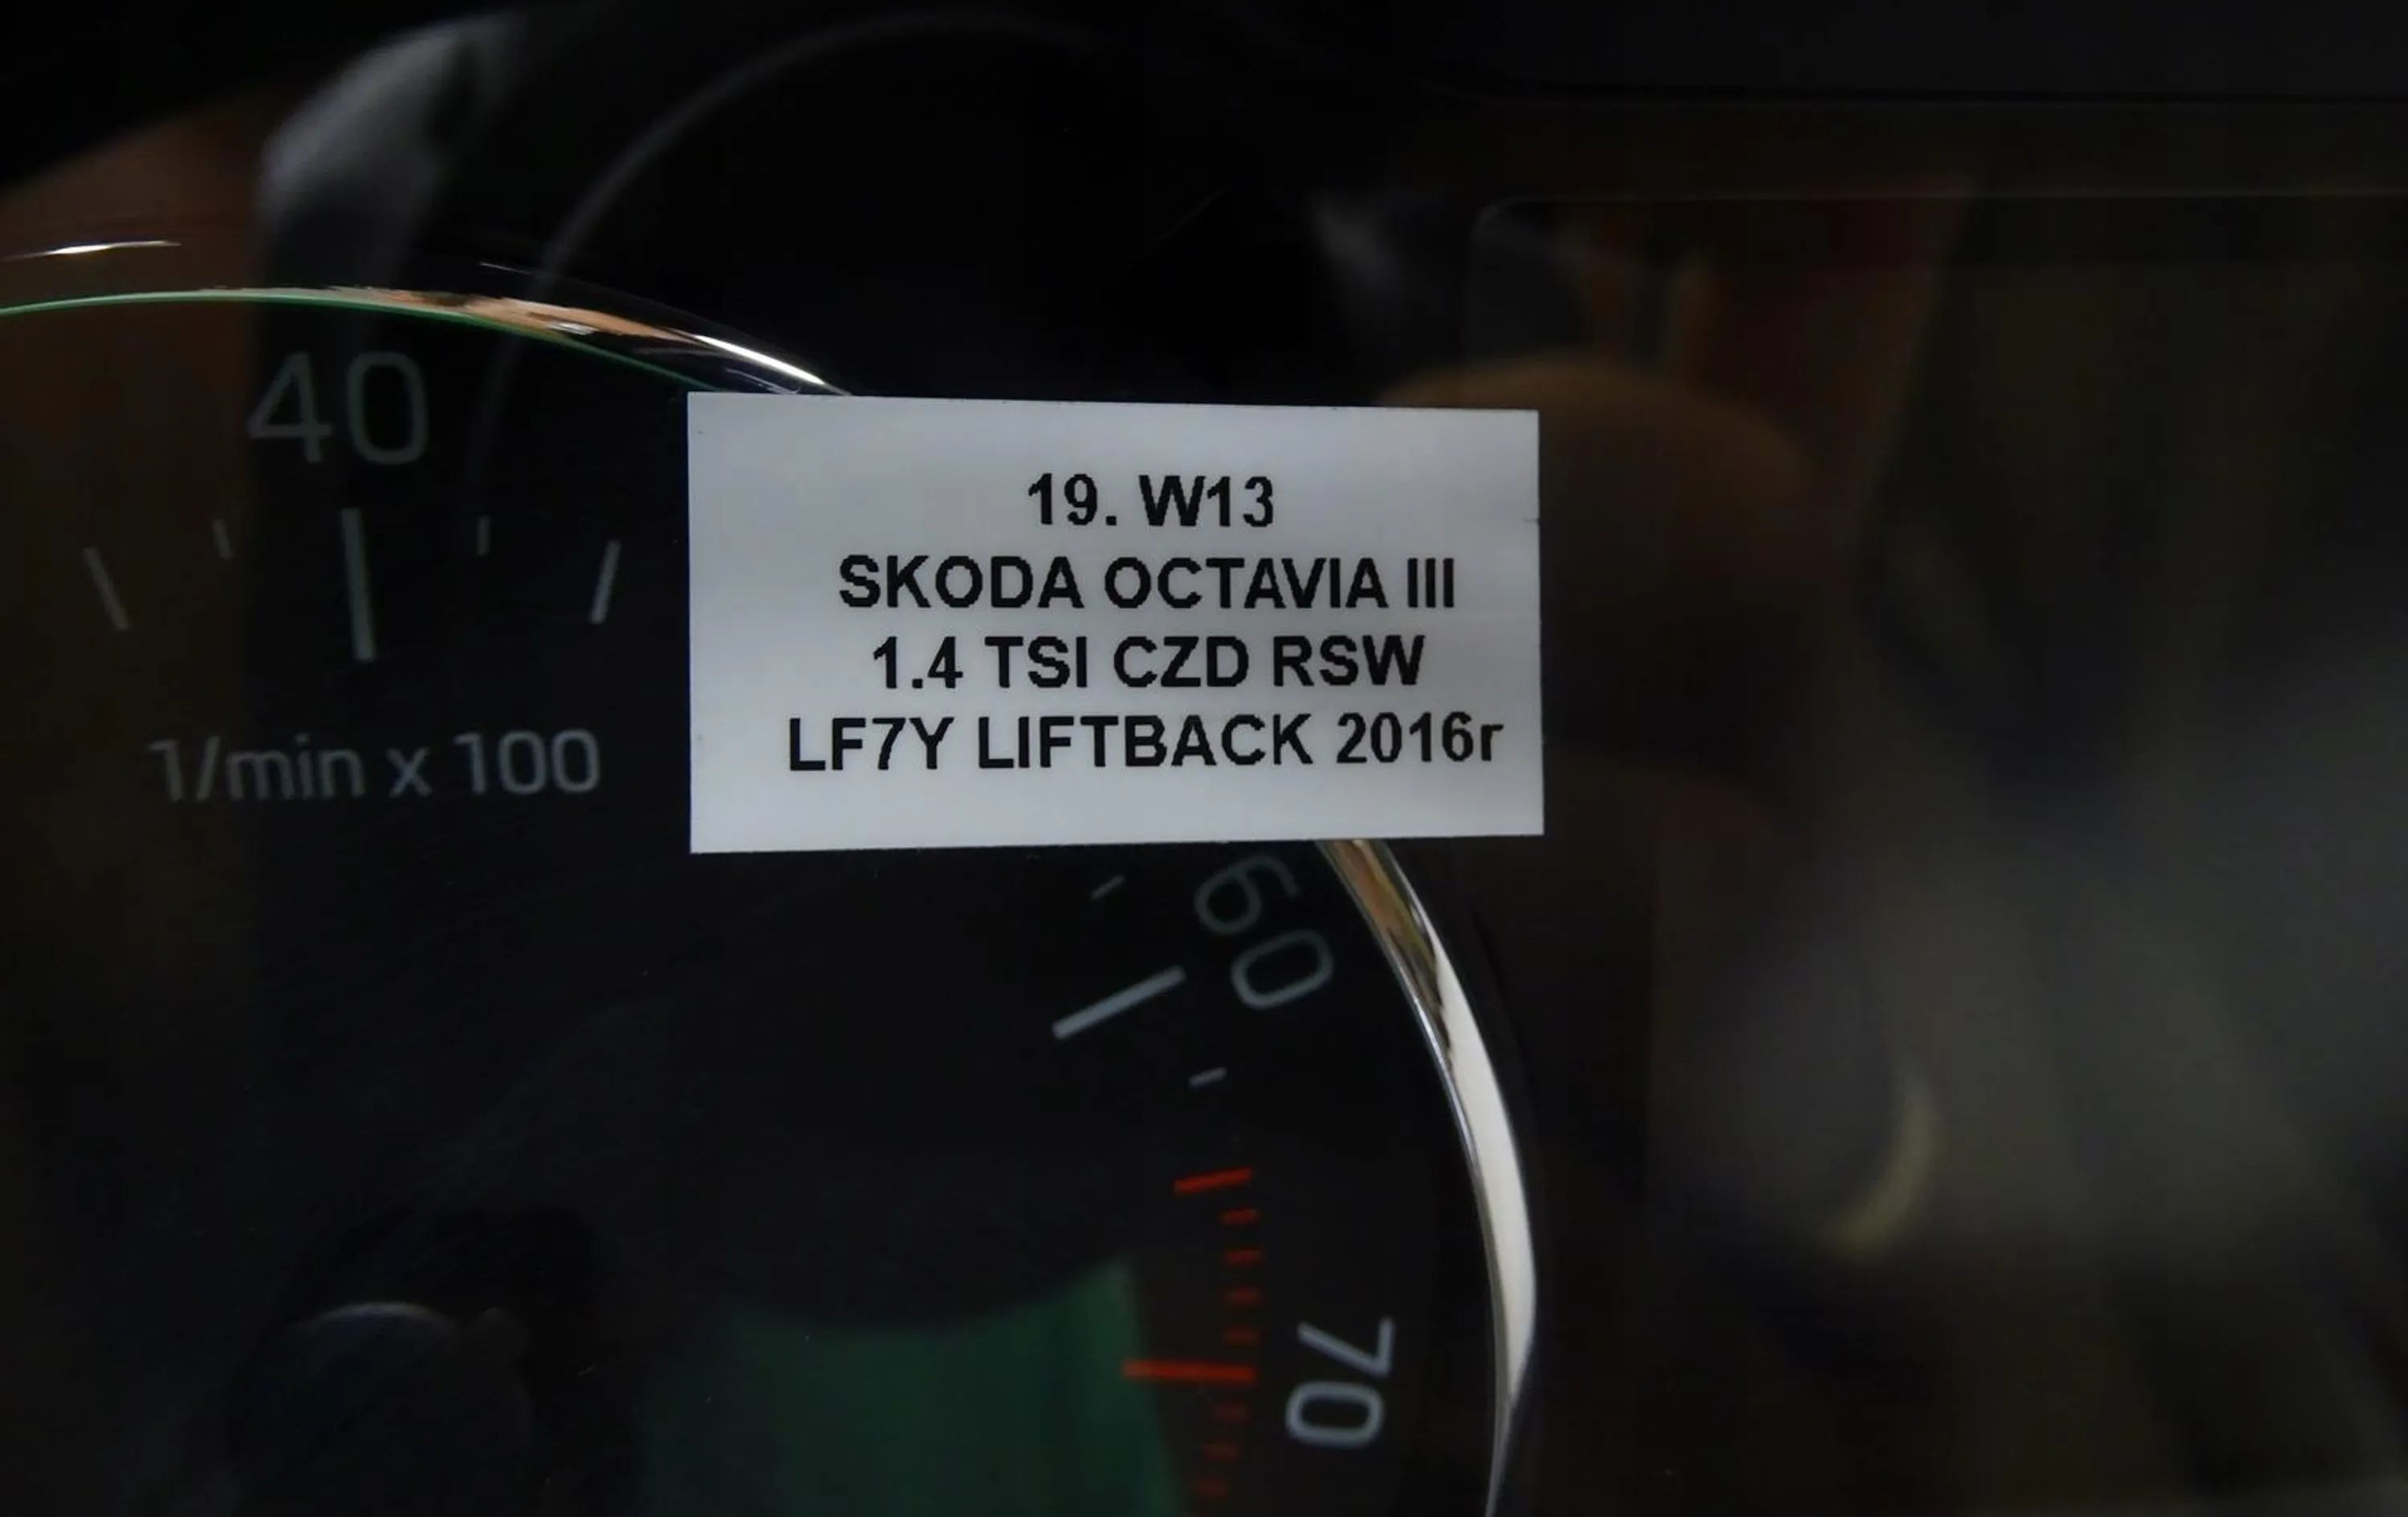 40
1/min x 100
19. W13
SKODA OCTAVIA III
1.4 TSI CZD RSW
LF7Y LIFTBACK 2016r
60
70